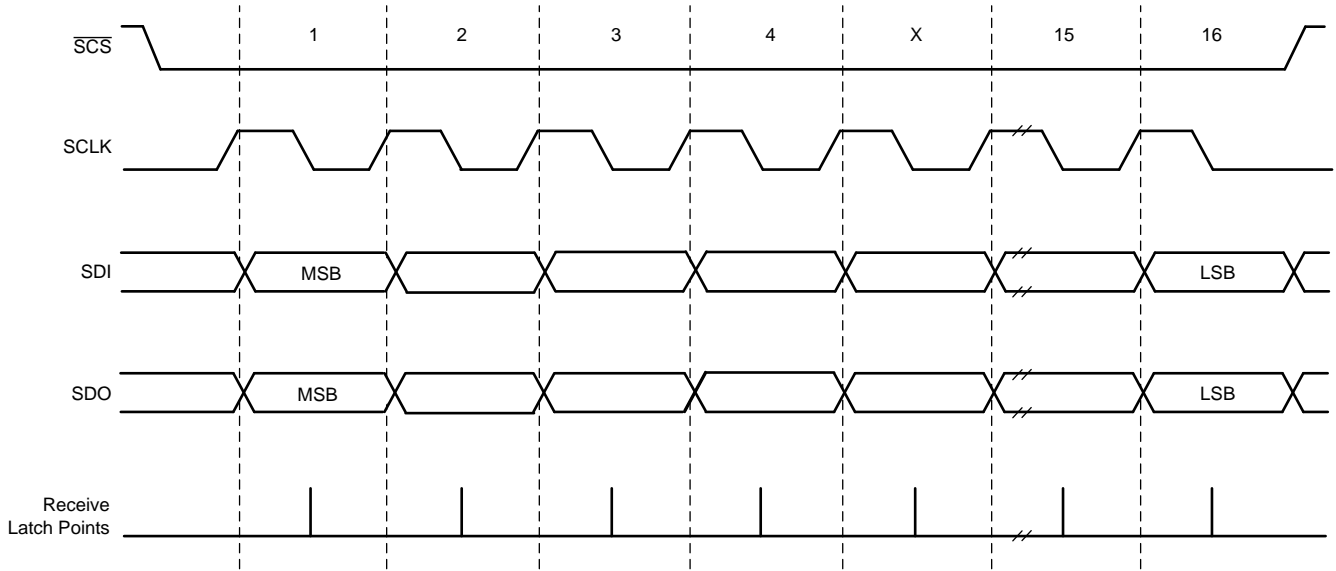 SCS
1 2 3 4 X 15 16
SCLK
SDI
MSB
LSB
SDO
MSB
LSB
Receive
Latch Points